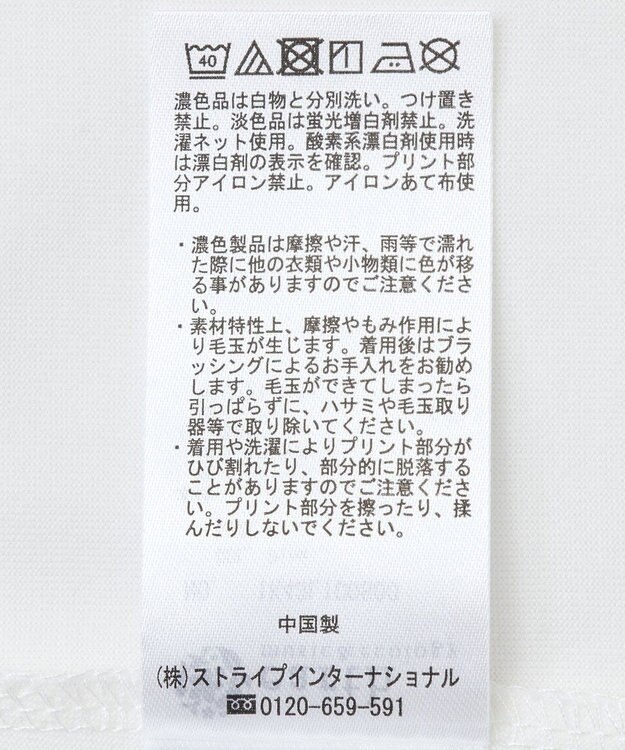 40
濃色品は白物と分別洗い。つけ置き
禁止。淡色品は蛍光増白剤禁止。洗
濯ネット使用。酸素系漂白剤使用時
は漂白剤の表示を確認。プリント部
分アイロン禁止。アイロンあて布使
用。
・濃色製品は摩擦や汗、雨等で濡れ
た際に他の衣類や小物類に色が移
る事がありますのでご注意くださ
い。
・素材特性上、摩擦やもみ作用によ
り毛玉が生じます。着用後はブラ
ッシングによるお手入れをお勧め
します。毛玉ができてしまったら
引っぱらずに、ハサミや毛玉取り
器等で取り除いてください。
・着用や洗濯によりプリント部分が
ひび割れたり、部分的に脱落する
ことがありますのでご注意くださ
い。プリント部分を擦ったり、揉
んだりしないでください。
中国製
(株)ストライプインターナショナル
0120-659-591